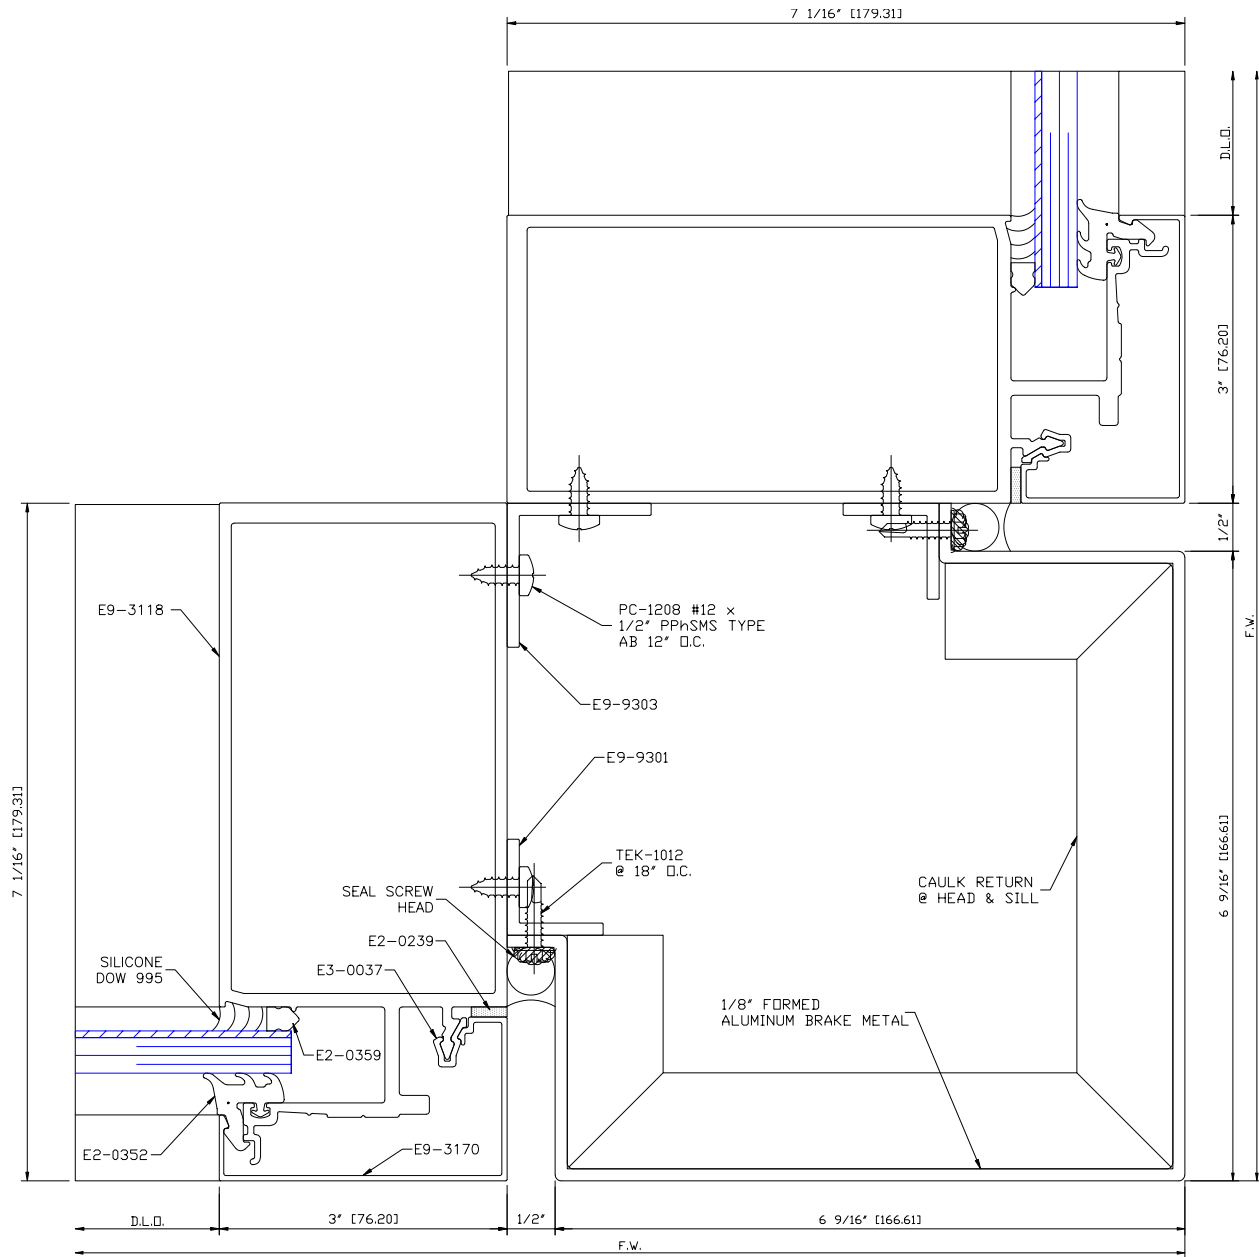 7 1/16" [179.31]
D.L.O.
3" [76.20]
1/2"
F.W.
6 9/16" [166.61]
7 1/16" [179.31]
E9-3118
PC-1208 #12 x
1/2" PPhSMS TYPE
AB 12" O.C.
E9-9303
E9-9301
TEK-1012
@ 18" O.C.
SEAL SCREW
HEAD
CAULK RETURN
@ HEAD & SILL
E2-0239
SILICONE
DOW 995
E3-0037
1/8" FORMED
ALUMINUM BRAKE METAL
E2-0359
E2-0352
E9-3170
D.L.O.
3" [76.20]
1/2"
6 9/16" [166.61]
F.W.